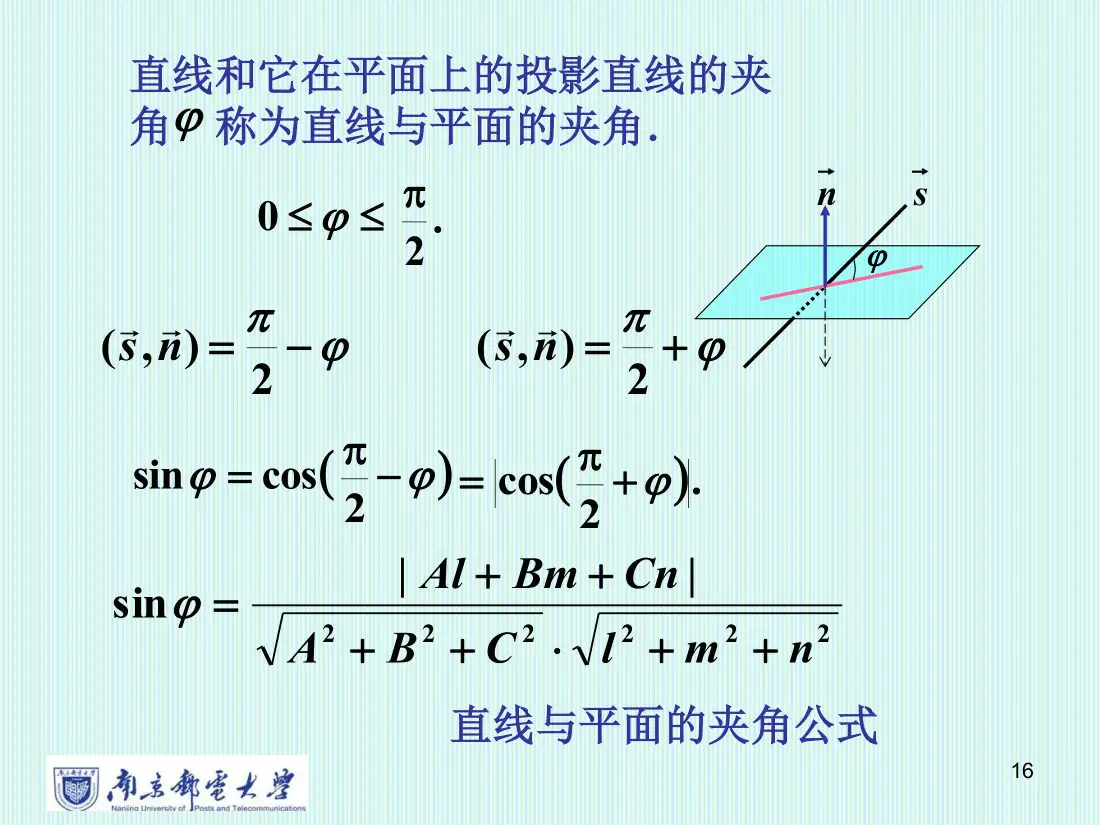 直线和它在平面上的投影直线的夹
角φ 称为直线与平面的夹角.
0 ≤ φ ≤ π/2.
n⃗ s⃗
φ
(s⃗,n⃗) = π/2 − φ (s⃗,n⃗) = π/2 + φ
sinφ = cos(π/2 − φ) = |cos(π/2 + φ)|.
sinφ = | Al + Bm + Cn | / √(A² + B² + C²) · √(l² + m² + n²)
直线与平面的夹角公式
16
南京邮电大学
Nanjing University of Posts and Telecommunications